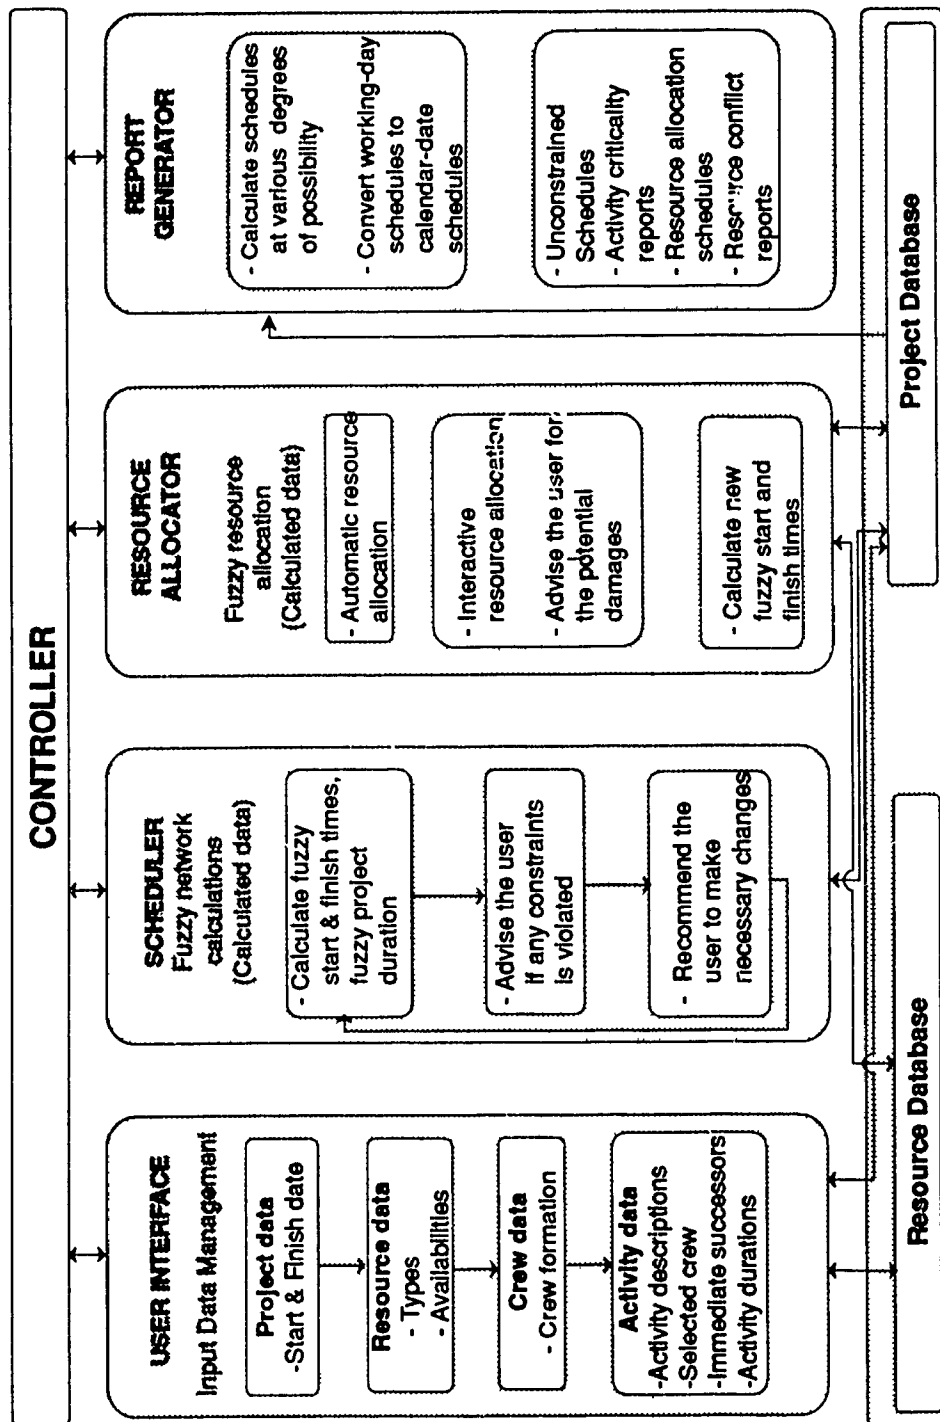 CONTROLLER
USER INTERFACE
Input Data Management
Project data
-Start & Finish date
Resource data
- Types
- Availabilities
Crew data
- Crew formation
Activity data
-Activity descriptions
-Selected crew
-Immediate successors
-Activity durations
SCHEDULER
Fuzzy network
calculations
(Calculated data)
- Calculate fuzzy
start & finish times,
fuzzy project
duration
- Advise the user
if any constraints
is violated
- Recommend the
user to make
necessary changes
RESOURCE
ALLOCATOR
Fuzzy resource
allocation
(Calculated data)
- Automatic resource
allocation
- Interactive
resource allocation
- Advise the user for
the potential
damages
- Calculate new
fuzzy start and
finish times
REPORT
GENERATOR
- Calculate schedules
at various degrees
of possibility
- Convert working-day
schedules to
calendar-date
schedules
- Unconstrained
Schedules
- Activity criticality
reports
- Resource allocation
schedules
- Resource conflict
reports
Resource Database
Project Database